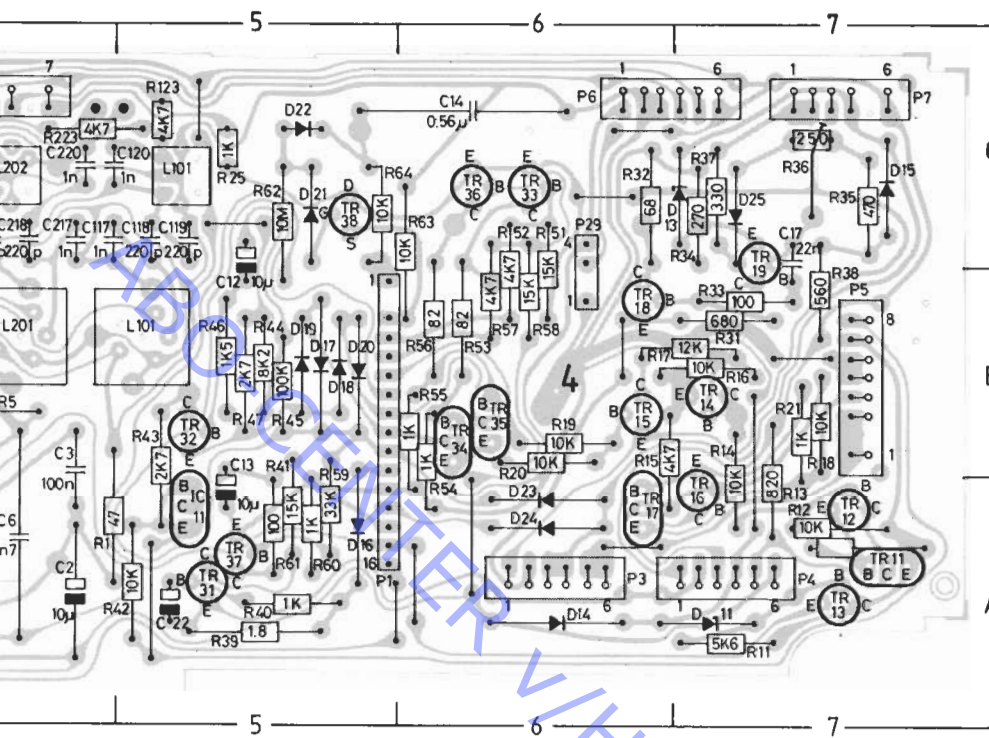 5 6 7
7 R123 D22 C14 0.56µ P6 1 6 1 6 P7
4K7 R223 4K7 250
C220 1n C120 1n L202 L101 1K R25
R62 10M D21 D G TR 38 S R64 10K R63 10K
E TR 36 B C E TR 33 B C
R32 68 D13 R37 330 270 R34 D25 R36 D15 R35 470
C218 220p C217 1n C117 1n C118 220p C119 220p
C12 10µ 1
R52 R51 P29 4 4K7 4K7 15K 15K 1 R57 R58
E TR 19 B C C17 22n R38 560 P5
C TR 18 B E R33 100 680 R31 8
L201 L101
R46 1K5 R44 2K7 8K2 100K R47 R45 D19 D17 D18 D20
R56 82 82 R53
R17 12K 10K R16
4
R5
C TR 32 B E R43 2K7
R55 1K 1K R54 TR 34 B C E B C E TR 35
R19 10K R20 10K
C TR 15 B E E TR 14 C B
R21 1K 10K R18 1
C3 100n C13 10µ
B C E IC 11
R41 100 15K 1K R59 33K R61 R60 D16 16 P1
D23 D24
R15 4K7 R14 10K 820 R13
B C E TR 17 E TR 16 B C
R12 10K B TR 12 C E
C6 n7 47 R1 C2 10µ 10K R42
E TR 37 B C C B TR 31 E
C22 R40 1K R39 1.8
1 6 P3 1 6 P4
D14 D11 5K6 R11
TR11 B C E B E TR 13 C
5 6 7
ABO-CENTER v/H